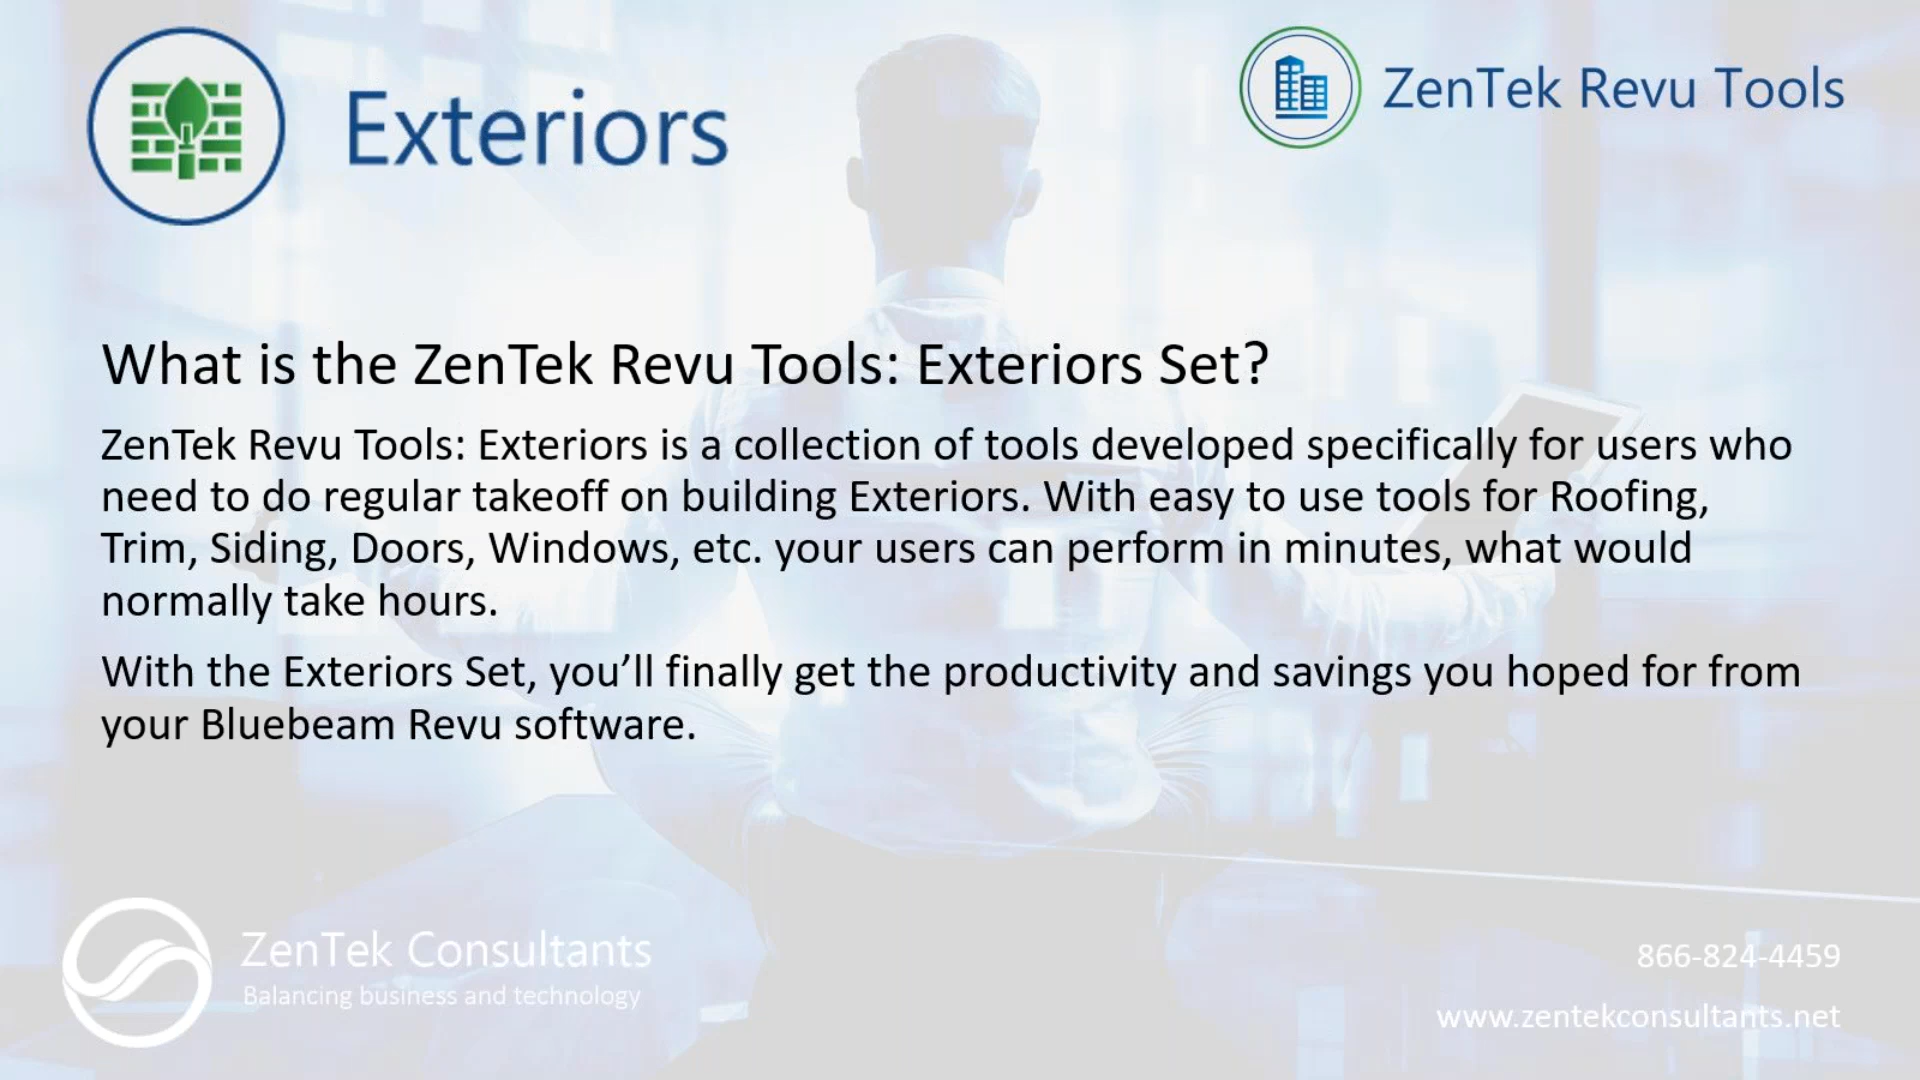 Exteriors
ZenTek Revu Tools
What is the ZenTek Revu Tools: Exteriors Set?
ZenTek Revu Tools: Exteriors is a collection of tools developed specifically for users who
need to do regular takeoff on building Exteriors. With easy to use tools for Roofing,
Trim, Siding, Doors, Windows, etc. your users can perform in minutes, what would
normally take hours.
With the Exteriors Set, you’ll finally get the productivity and savings you hoped for from
your Bluebeam Revu software.
ZenTek Consultants
Balancing business and technology
866-824-4459
www.zentekconsultants.net